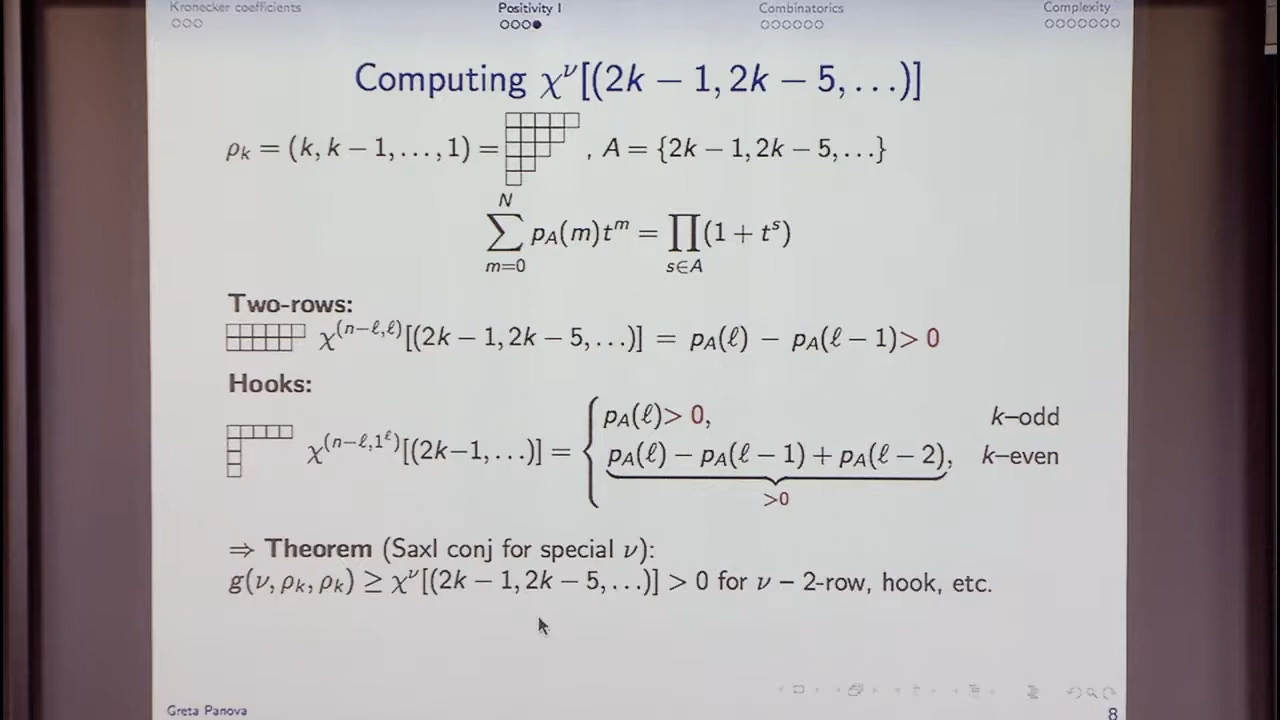 Kronecker coefficients Positivity I Combinatorics Complexity
Computing χ^ν[(2k − 1, 2k − 5, …)]
ρ_k = (k, k − 1, …, 1) = , A = {2k − 1, 2k − 5, …}
∑_{m=0}^{N} p_A(m)t^m = ∏_{s∈A}(1 + t^s)
Two-rows:
χ^{(n−ℓ,ℓ)}[(2k − 1, 2k − 5, …)] = p_A(ℓ) − p_A(ℓ − 1) > 0
Hooks:
χ^{(n−ℓ,1^ℓ)}[(2k−1, …)] = { p_A(ℓ) > 0, k–odd
p_A(ℓ) − p_A(ℓ − 1) + p_A(ℓ − 2), k–even
>0
⇒ Theorem (Saxl conj for special ν):
g(ν, ρ_k, ρ_k) ≥ χ^ν[(2k − 1, 2k − 5, …)] > 0 for ν − 2-row, hook, etc.
Greta Panova 8